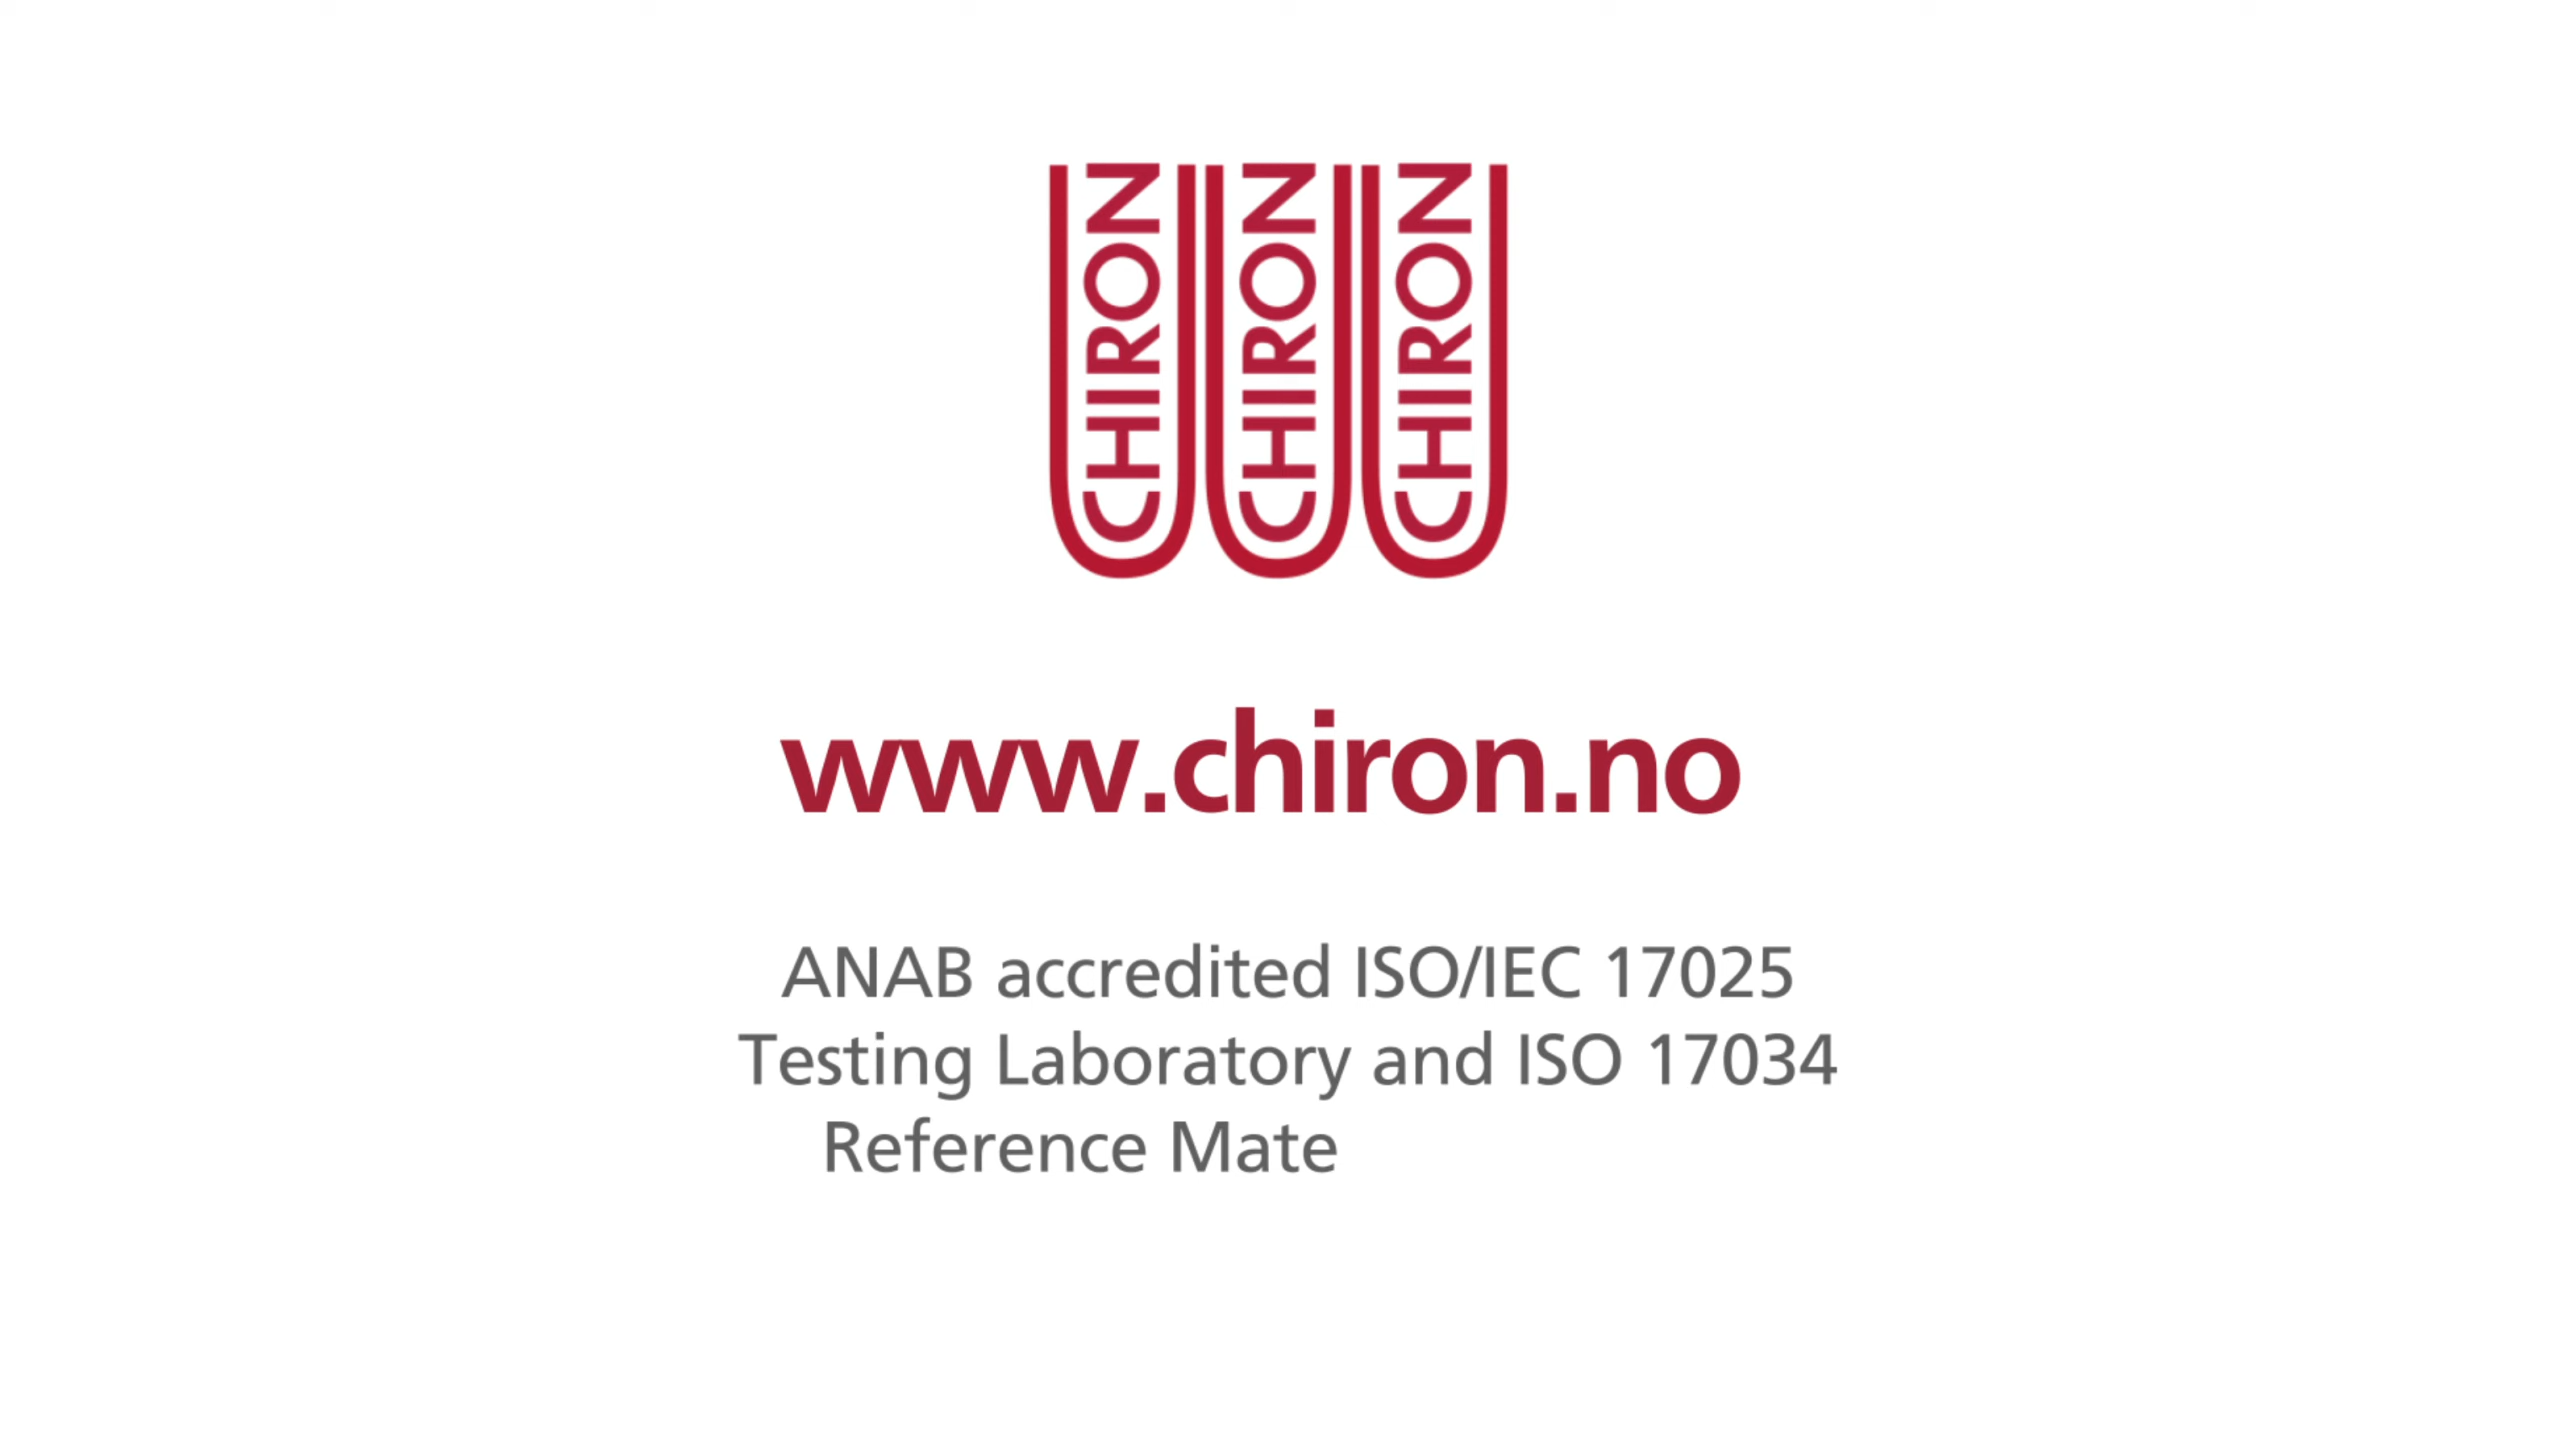 CHIRON CHIRON CHIRON
www.chiron.no
ANAB accredited ISO/IEC 17025
Testing Laboratory and ISO 17034
Reference Mate